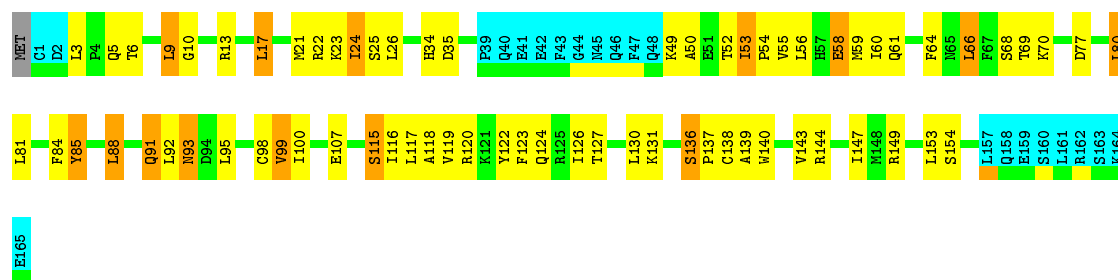 MET C1 D2 L3 P4 Q5 T6 L9 G10 R13 L17 M21 R22 K23 I24 S25 L26 H34 D35 P39 Q40 E41 E42 F43 G44 N45 Q46 F47 Q48 K49 A50 E51 T52 I53 P54 V55 L56 H57 E58 M59 I60 Q61 F64 N65 L66 F67 S68 T69 K70 D77 L80
L81 F84 Y85 L88 Q91 L92 N93 D94 L95 C98 V99 I100 E107 S115 I116 L117 A118 V119 R120 K121 Y122 F123 Q124 R125 I126 T127 L130 K131 S136 P137 C138 A139 W140 V143 R144 I147 M148 R149 L153 S154 L157 Q158 E159 S160 L161 R162 S163 K164
E165